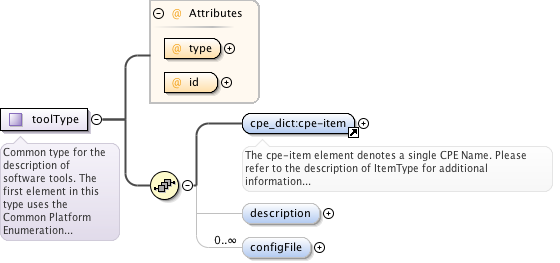 Attributes
@ type
@ id
toolType
Common type for the
description of
software tools. The
first element in this
type uses the
Common Platform
Enumeration...
cpe_dict:cpe-item
The cpe-item element denotes a single CPE Name. Please
refer to the description of ItemType for additional
information...
description
0..∞
configFile